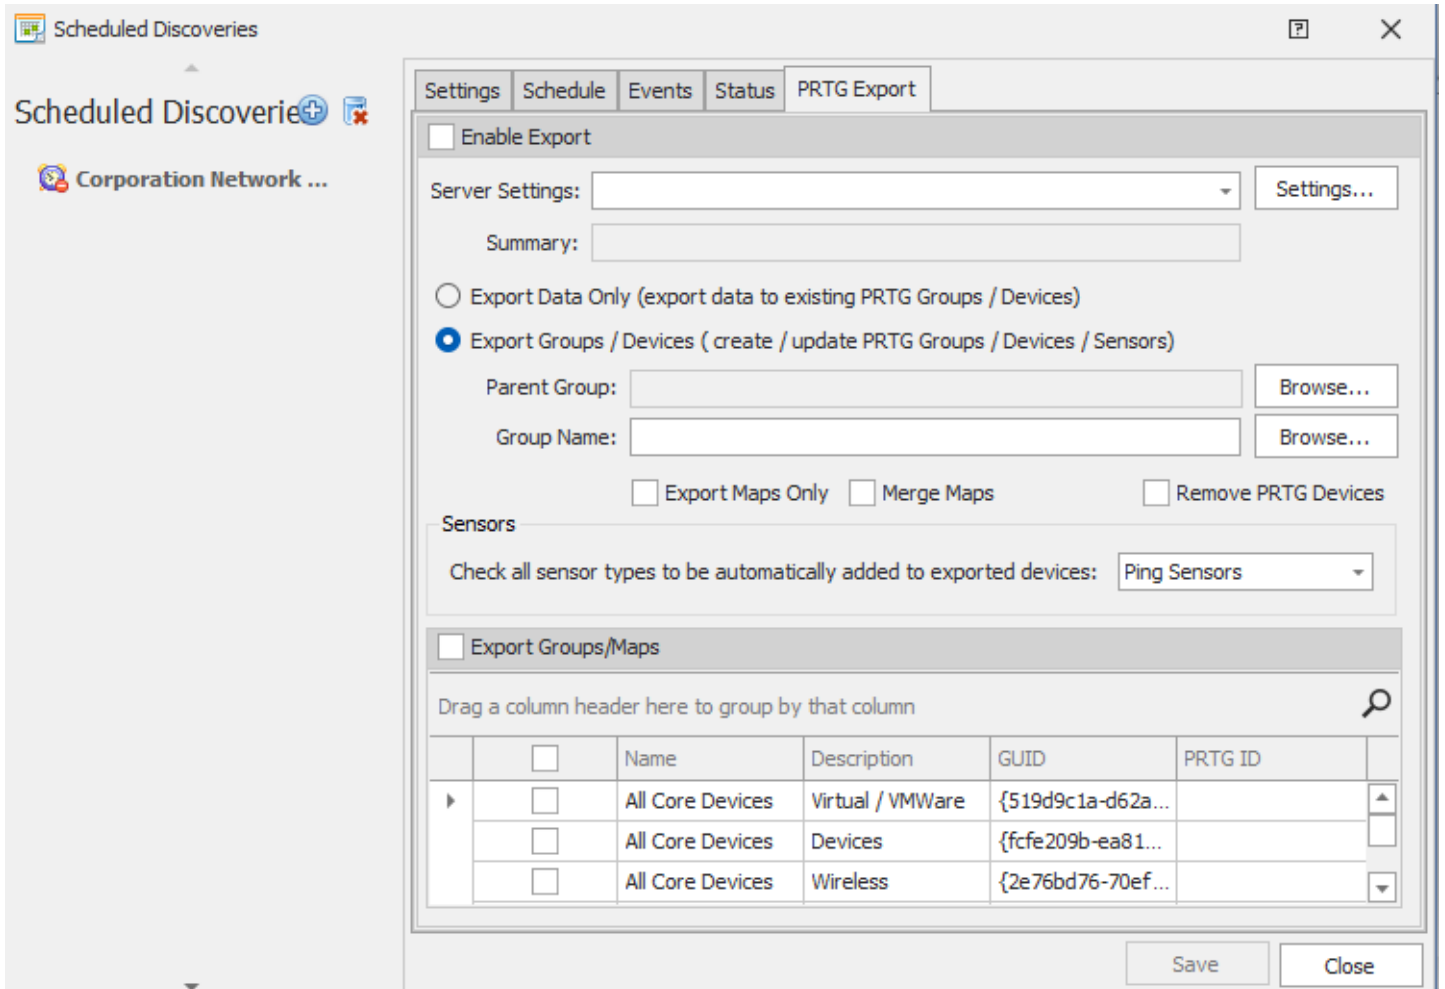 Scheduled Discoveries
Scheduled Discoverie
Corporation Network ...
Settings Schedule Events Status PRTG Export
Enable Export
Server Settings: Settings...
Summary:
Export Data Only (export data to existing PRTG Groups / Devices)
Export Groups / Devices ( create / update PRTG Groups / Devices / Sensors)
Parent Group: Browse...
Group Name: Browse...
Export Maps Only Merge Maps Remove PRTG Devices
Sensors
Check all sensor types to be automatically added to exported devices: Ping Sensors
Export Groups/Maps
Drag a column header here to group by that column
Name Description GUID PRTG ID
All Core Devices Virtual / VMWare {519d9c1a-d62a...
All Core Devices Devices {fcfe209b-ea81...
All Core Devices Wireless {2e76bd76-70ef...
Save Close